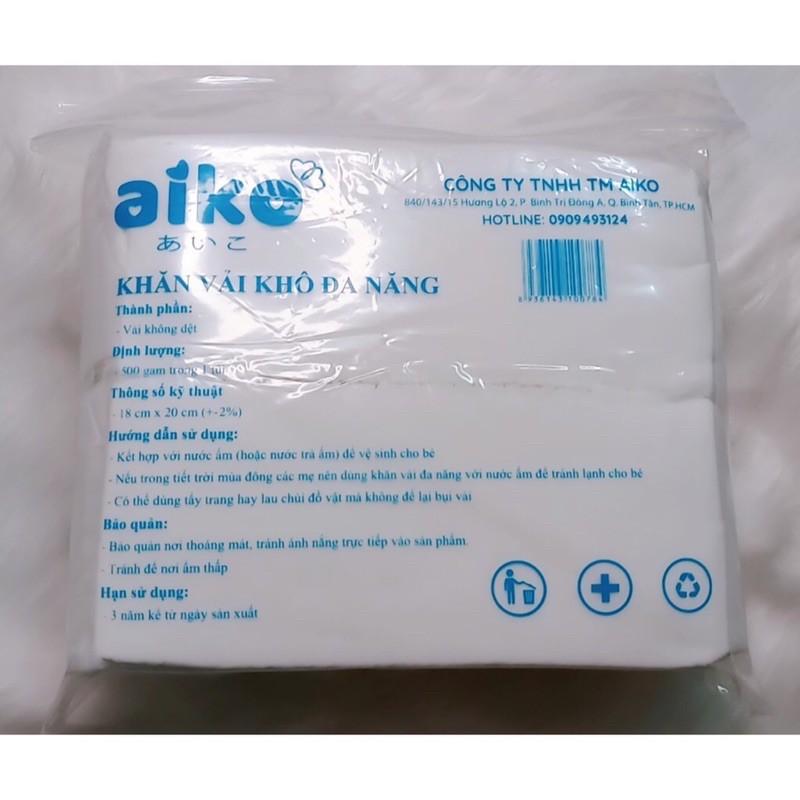 aiko
あいこ
CÔNG TY TNHH TM AIKO
840/143/15 Hương Lộ 2, P. Bình Trị Đông A, Q. Bình Tân, TP.HCM
HOTLINE: 0909493124
8936143100784
KHĂN VẢI KHÔ ĐA NĂNG
Thành phần:
- Vải không dệt
Định lượng:
- 500 gam trong 1 túi
Thông số kỹ thuật
- 18 cm x 20 cm (+-2%)
Hướng dẫn sử dụng:
- Kết hợp với nước ấm (hoặc nước trà ấm) để vệ sinh cho bé
- Nếu trong tiết trời mùa đông các mẹ nên dùng khăn vải đa năng với nước ấm để tránh lạnh cho bé
- Có thể dùng tẩy trang hay lau chùi đồ vật mà không để lại bụi vải
Bảo quản:
- Bảo quản nơi thoáng mát, tránh ánh nắng trực tiếp vào sản phẩm.
- Tránh để nơi ẩm thấp
Hạn sử dụng:
- 3 năm kể từ ngày sản xuất